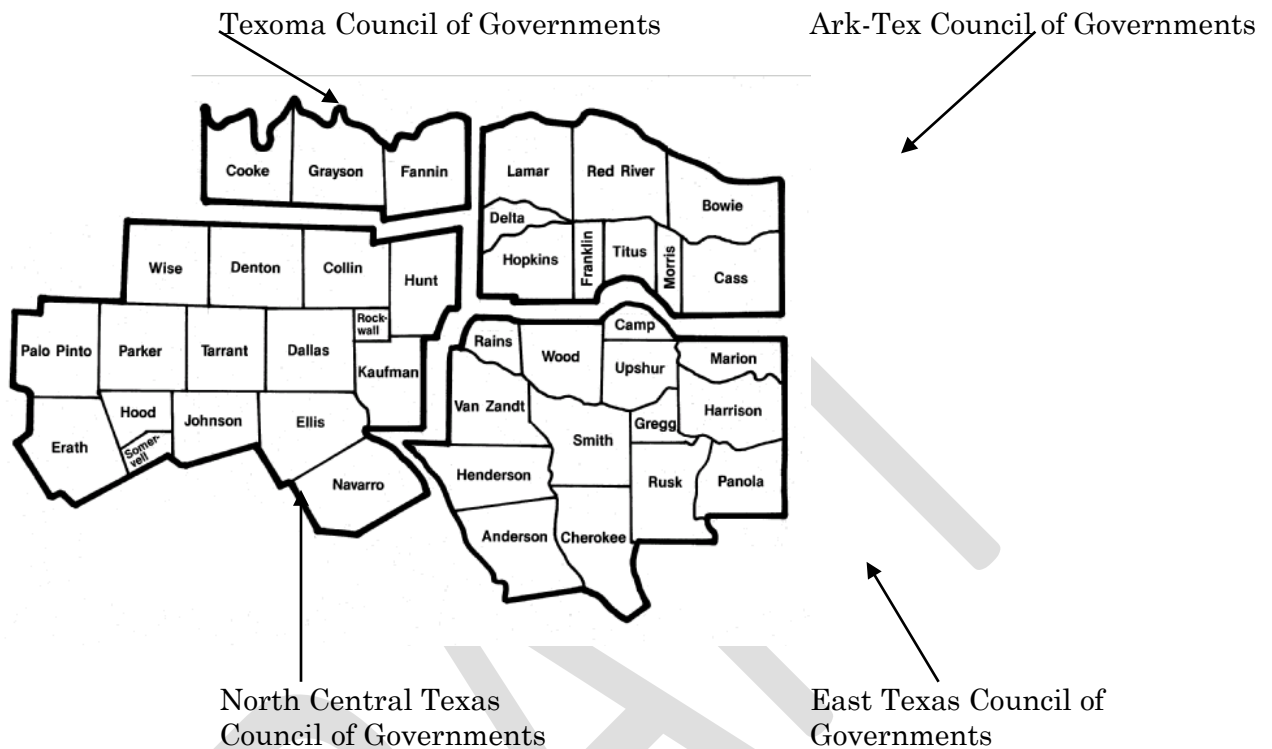 Texoma Council of Governments
Ark-Tex Council of Governments
Cooke
Grayson
Fannin
Lamar
Red River
Bowie
Delta
Hopkins
Franklin
Titus
Morris
Cass
Wise
Denton
Collin
Hunt
Palo Pinto
Parker
Tarrant
Dallas
Rock-
wall
Kaufman
Erath
Hood
Somer-
vell
Johnson
Ellis
Navarro
Rains
Wood
Camp
Upshur
Marion
Van Zandt
Smith
Gregg
Harrison
Henderson
Rusk
Panola
Anderson
Cherokee
North Central Texas
Council of Governments
East Texas Council of
Governments